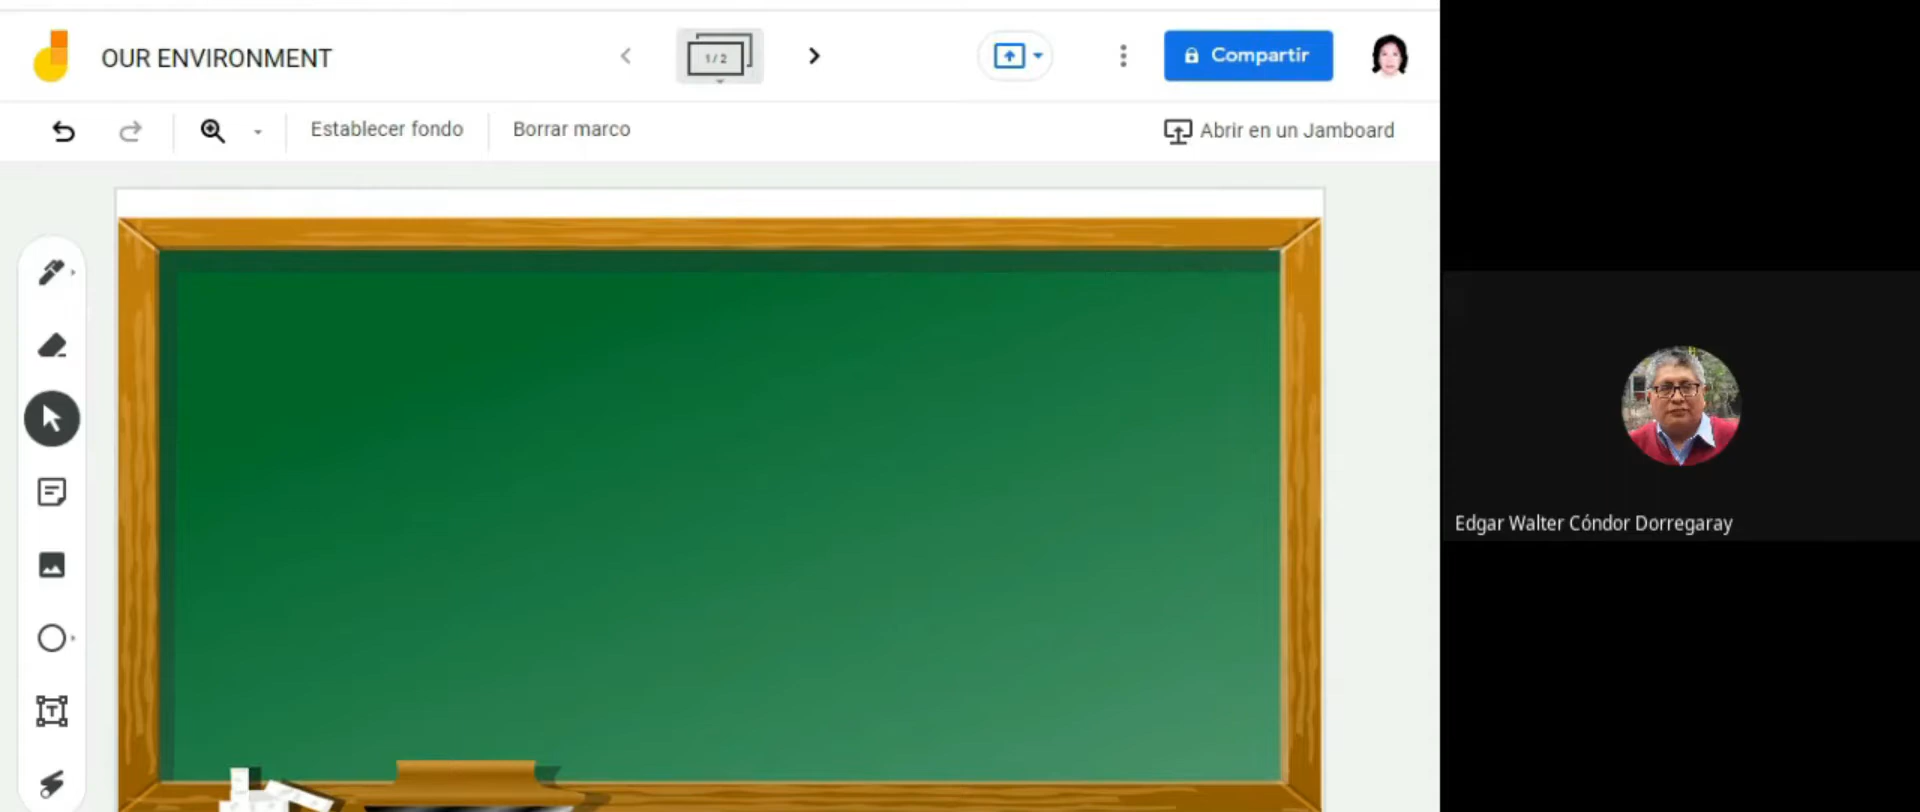 OUR ENVIRONMENT
1 / 2
Compartir
Establecer fondo
Borrar marco
Abrir en un Jamboard
Edgar Walter Cóndor Dorregaray